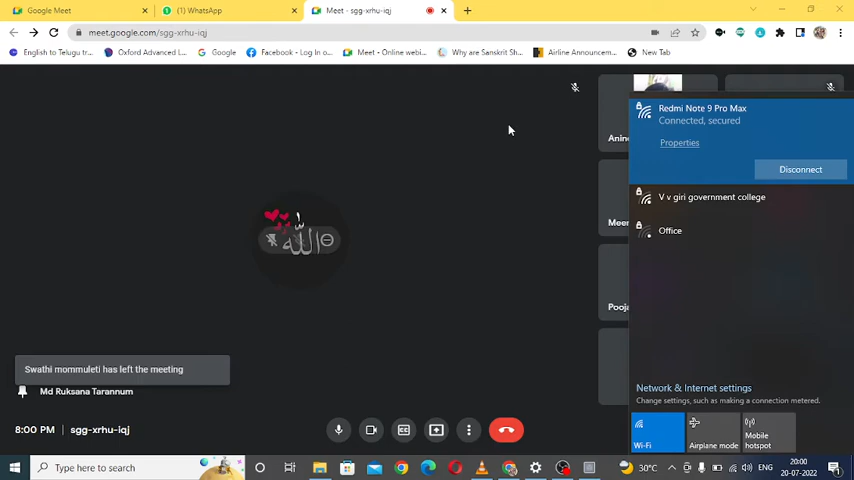 Google Meet
(1) WhatsApp
Meet - sgg-xrhu-iqj
meet.google.com/sgg-xrhu-iqj
English to Telugu tr...
Oxford Advanced L...
Google
Facebook - Log In o...
Meet - Online webi...
Why are Sanskrit Sh...
Airline Announcem...
New Tab
الله
Redmi Note 9 Pro Max
Connected, secured
Properties
Disconnect
V v giri government college
Office
Network & Internet settings
Change settings, such as making a connection metered.
Wi-Fi
Airplane mode
Mobile
hotspot
Swathi mommuleti has left the meeting
Md Ruksana Tarannum
8:00 PM | sgg-xrhu-iqj
Type here to search
30°C
ENG
20:00
20-07-2022